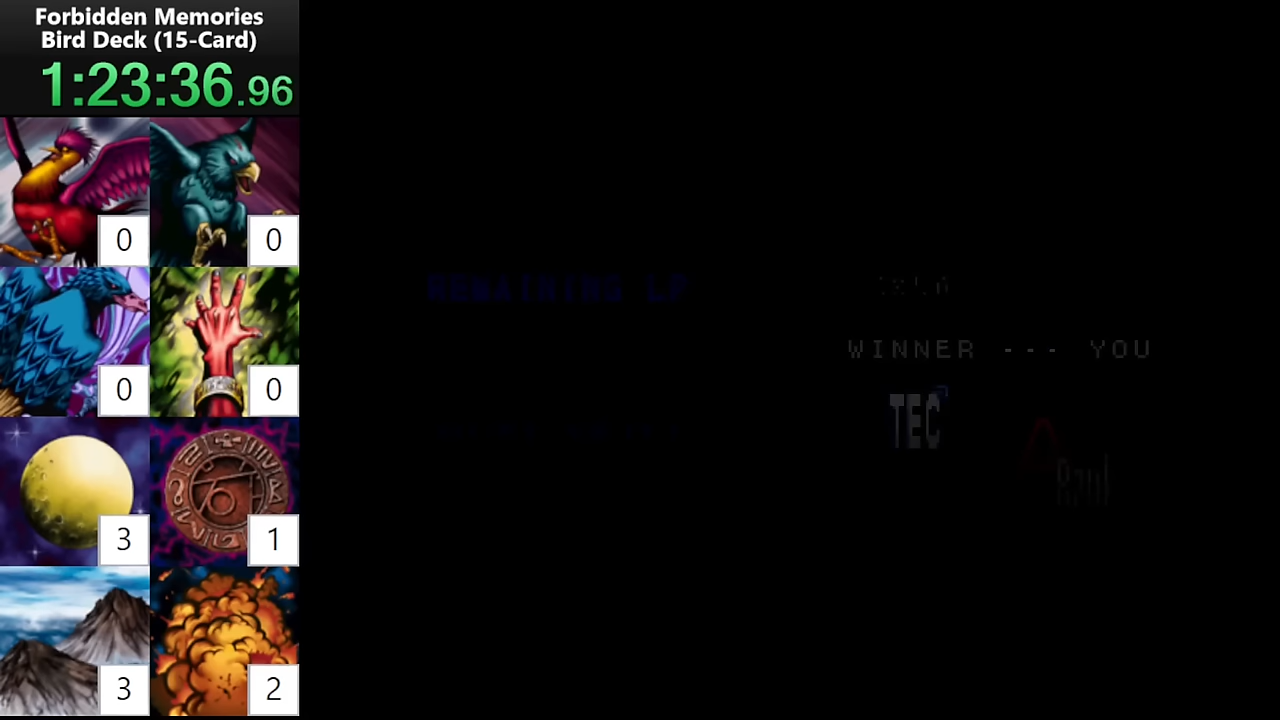 Forbidden Memories
Bird Deck (15-Card)
1:23:36.96
0
0
REMAINING LP
0
0
WINNER --- YOU
TEC
3
1
3
2